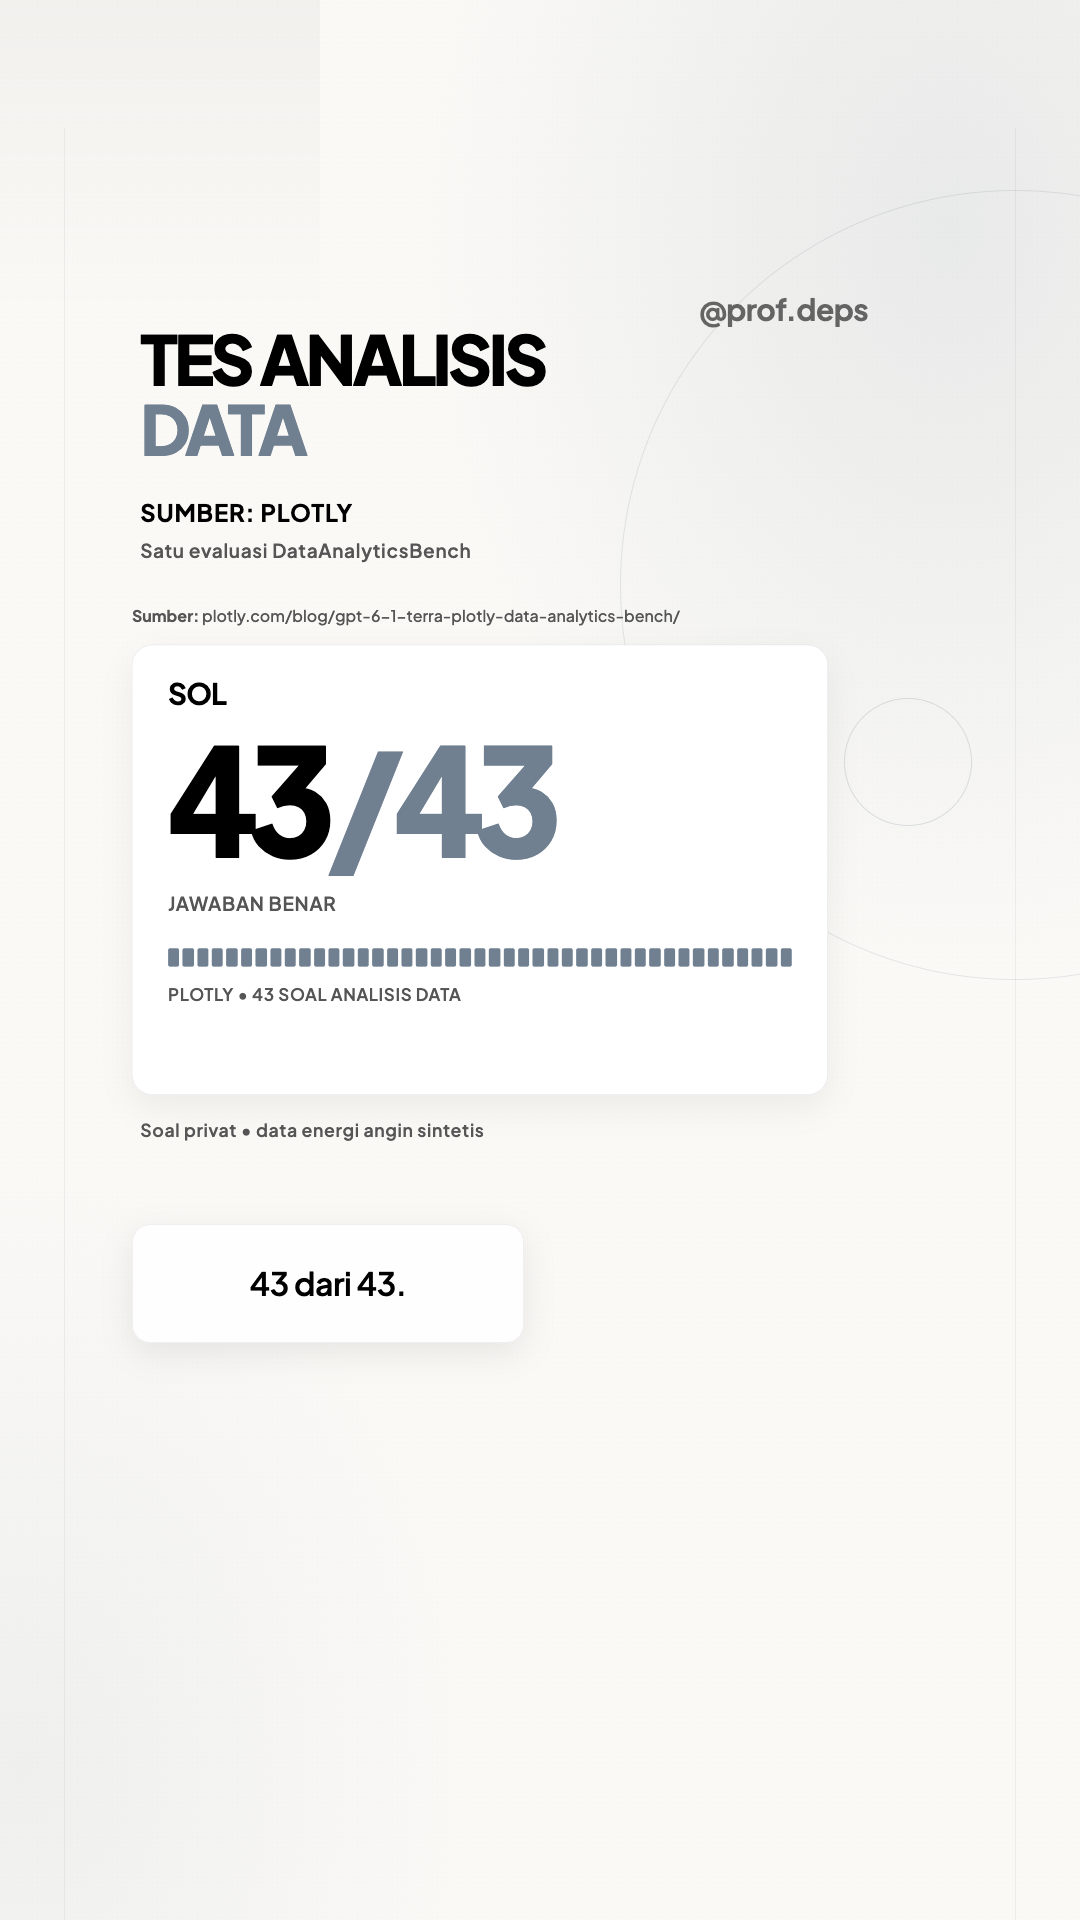 @prof.deps
TES ANALISIS
DATA
SUMBER: PLOTLY
Satu evaluasi DataAnalyticsBench
Sumber: plotly.com/blog/gpt-6-1-terra-plotly-data-analytics-bench/
SOL
43/43
JAWABAN BENAR
PLOTLY • 43 SOAL ANALISIS DATA
Soal privat • data energi angin sintetis
43 dari 43.